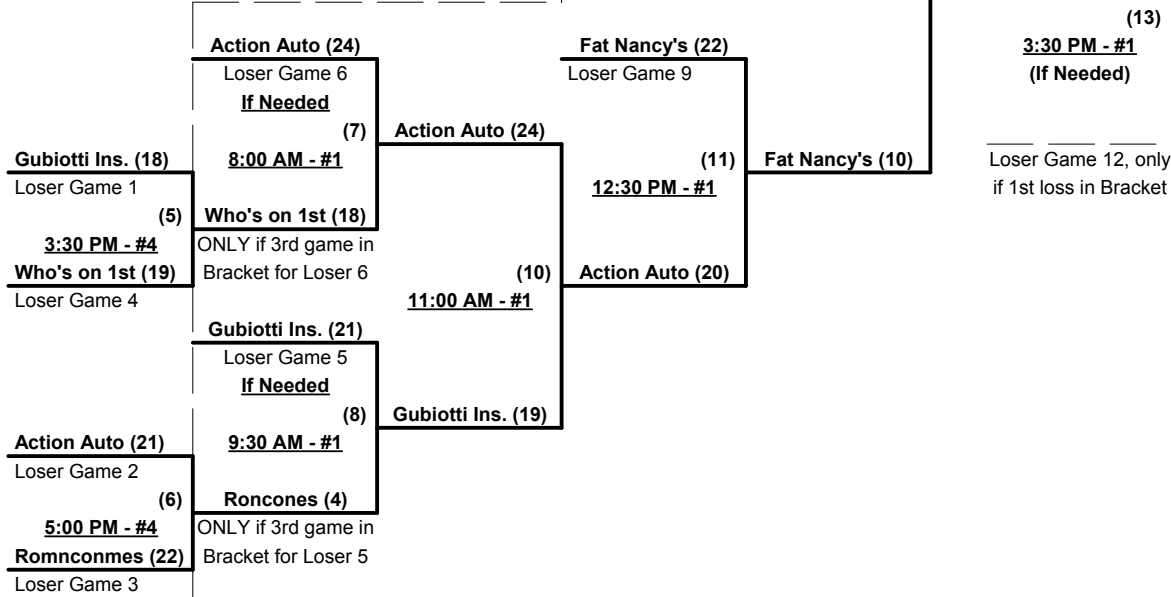 (13)
3:30 PM - #1
(If Needed)
Loser Game 12, only
if 1st loss in Bracket
Action Auto (24)
Loser Game 6
If Needed
(7)
8:00 AM - #1
Who's on 1st (18)
ONLY if 3rd game in
Bracket for Loser 6
Gubiotti Ins. (18)
Loser Game 1
(5)
3:30 PM - #4
Who's on 1st (19)
Loser Game 4
Action Auto (24)
Fat Nancy's (22)
Loser Game 9
(11)
12:30 PM - #1
Fat Nancy's (10)
(10)
11:00 AM - #1
Action Auto (20)
Gubiotti Ins. (21)
Loser Game 5
If Needed
(8)
9:30 AM - #1
Gubiotti Ins. (19)
Action Auto (21)
Loser Game 2
(6)
5:00 PM - #4
Romnconmes (22)
Loser Game 3
Roncones (4)
ONLY if 3rd game in
Bracket for Loser 5